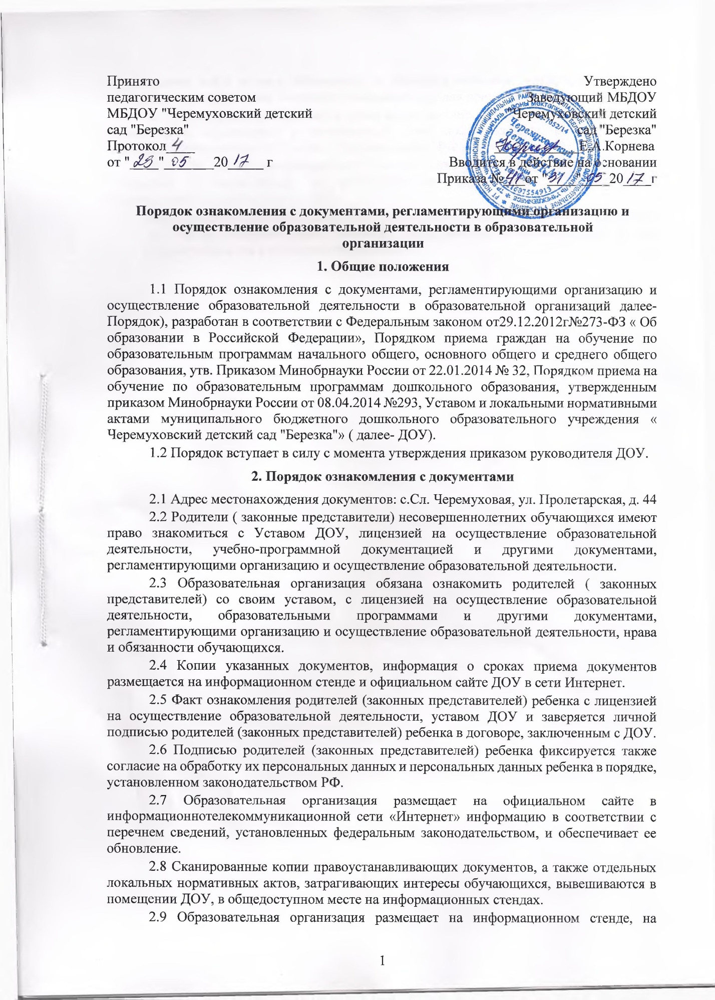 Принято
педагогическим советом
МБДОУ "Черемуховский детский
сад "Березка"
Протокол 4
от "23" 05 2017 г
Утверждено
Заведующий МБДОУ
"Черемуховский детский
сад "Березка"
Е.А.Корнева
Вводится в действие на основании
Приказа №41 от "31" 05 2017 г
Черемуховский
детский сад
"БЕРЕЗКА"
Порядок ознакомления с документами, регламентирующими организацию и
осуществление образовательной деятельности в образовательной
организации
1. Общие положения
1.1 Порядок ознакомления с документами, регламентирующими организацию и
осуществление образовательной деятельности в образовательной организаций далее-
Порядок), разработан в соответствии с Федеральным законом от29.12.2012г№273-ФЗ « Об
образовании в Российской Федерации», Порядком приема граждан на обучение по
образовательным программам начального общего, основного общего и среднего общего
образования, утв. Приказом Минобрнауки России от 22.01.2014 № 32, Порядком приема на
обучение по образовательным программам дошкольного образования, утвержденным
приказом Минобрнауки России от 08.04.2014 №293, Уставом и локальными нормативными
актами муниципального бюджетного дошкольного образовательного учреждения «
Черемуховский детский сад "Березка"» ( далее- ДОУ).
1.2 Порядок вступает в силу с момента утверждения приказом руководителя ДОУ.
2. Порядок ознакомления с документами
2.1 Адрес местонахождения документов: с.Сл. Черемуховая, ул. Пролетарская, д. 44
2.2 Родители ( законные представители) несовершеннолетних обучающихся имеют
право знакомиться с Уставом ДОУ, лицензией на осуществление образовательной
деятельности, учебно-программной документацией и другими документами,
регламентирующими организацию и осуществление образовательной деятельности.
2.3 Образовательная организация обязана ознакомить родителей ( законных
представителей) со своим уставом, с лицензией на осуществление образовательной
деятельности, образовательными программами и другими документами,
регламентирующими организацию и осуществление образовательной деятельности, нрава
и обязанности обучающихся.
2.4 Копии указанных документов, информация о сроках приема документов
размещается на информационном стенде и официальном сайте ДОУ в сети Интернет.
2.5 Факт ознакомления родителей (законных представителей) ребенка с лицензией
на осуществление образовательной деятельности, уставом ДОУ и заверяется личной
подписью родителей (законных представителей) ребенка в договоре, заключенным с ДОУ.
2.6 Подписью родителей (законных представителей) ребенка фиксируется также
согласие на обработку их персональных данных и персональных данных ребенка в порядке,
установленном законодательством РФ.
2.7 Образовательная организация размещает на официальном сайте в
информационнотелекоммуникационной сети «Интернет» информацию в соответствии с
перечнем сведений, установленных федеральным законодательством, и обеспечивает ее
обновление.
2.8 Сканированные копии правоустанавливающих документов, а также отдельных
локальных нормативных актов, затрагивающих интересы обучающихся, вывешиваются в
помещении ДОУ, в общедоступном месте на информационных стендах.
2.9 Образовательная организация размещает на информационном стенде, на
1